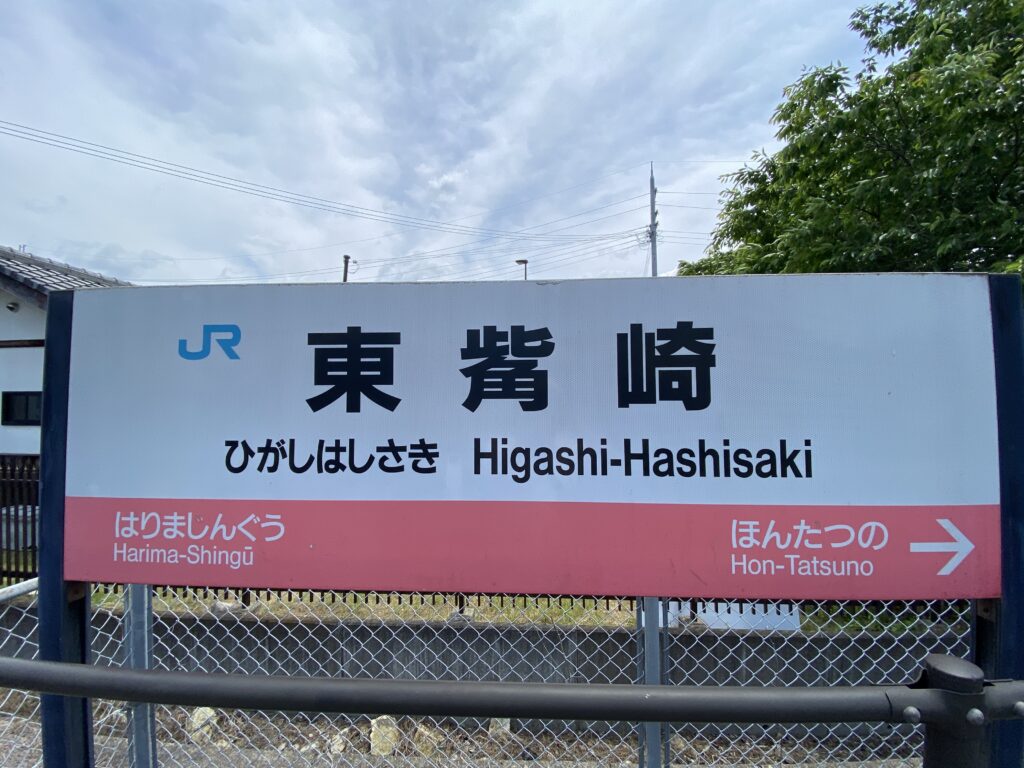 JR
東觜崎
ひがしはしさき Higashi-Hashisaki
はりましんぐう
Harima-Shingū
ほんたつの
Hon-Tatsuno